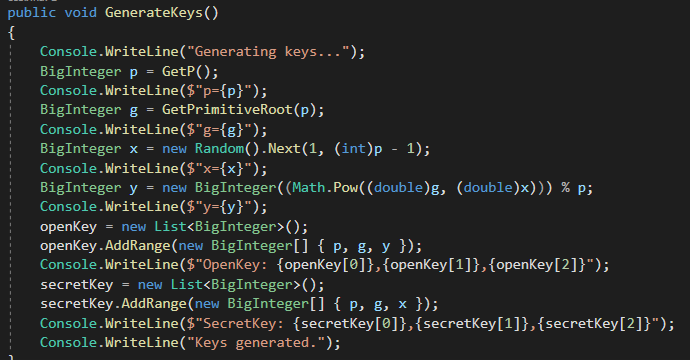 public void GenerateKeys()
{
Console.WriteLine("Generating keys...");
BigInteger p = GetP();
Console.WriteLine($"p={p}");
BigInteger g = GetPrimitiveRoot(p);
Console.WriteLine($"g={g}");
BigInteger x = new Random().Next(1, (int)p - 1);
Console.WriteLine($"x={x}");
BigInteger y = new BigInteger((Math.Pow((double)g, (double)x))) % p;
Console.WriteLine($"y={y}");
openKey = new List<BigInteger>();
openKey.AddRange(new BigInteger[] { p, g, y });
Console.WriteLine($"OpenKey: {openKey[0]},{openKey[1]},{openKey[2]}");
secretKey = new List<BigInteger>();
secretKey.AddRange(new BigInteger[] { p, g, x });
Console.WriteLine($"SecretKey: {secretKey[0]},{secretKey[1]},{secretKey[2]}");
Console.WriteLine("Keys generated.");